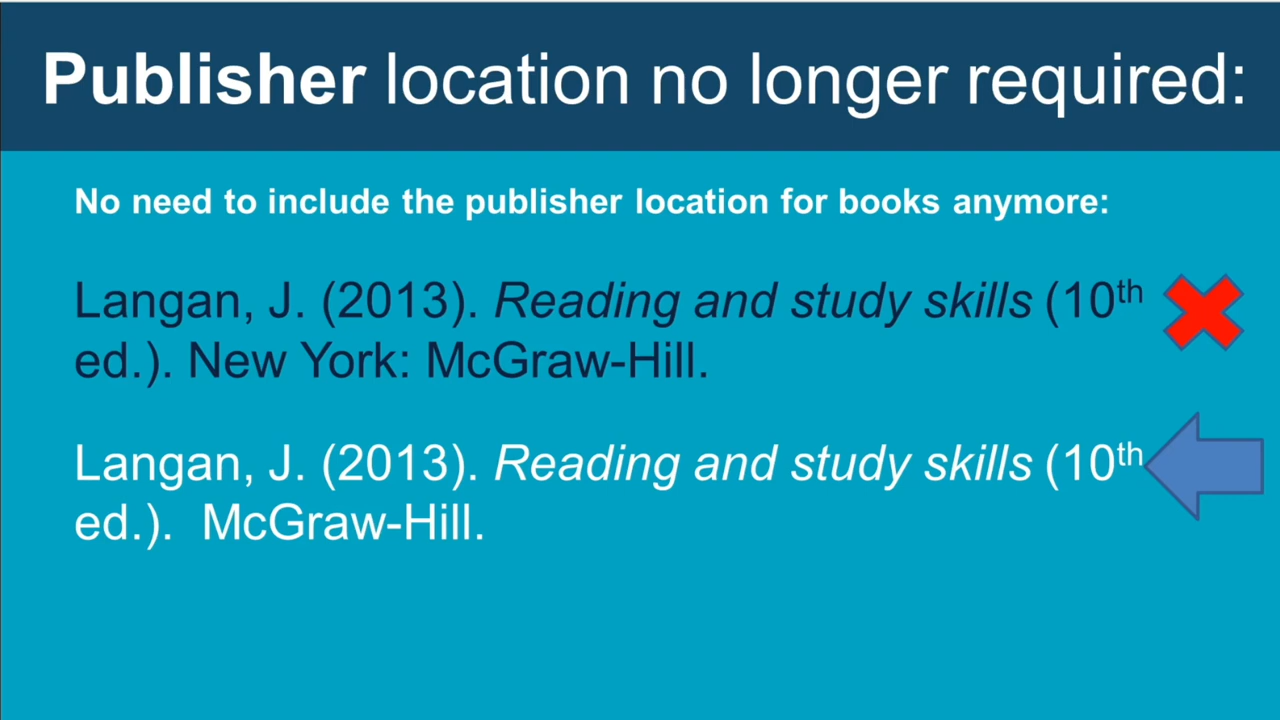 Publisher location no longer required:
No need to include the publisher location for books anymore:
Langan, J. (2013). Reading and study skills (10th
ed.). New York: McGraw-Hill.
Langan, J. (2013). Reading and study skills (10th
ed.).  McGraw-Hill.